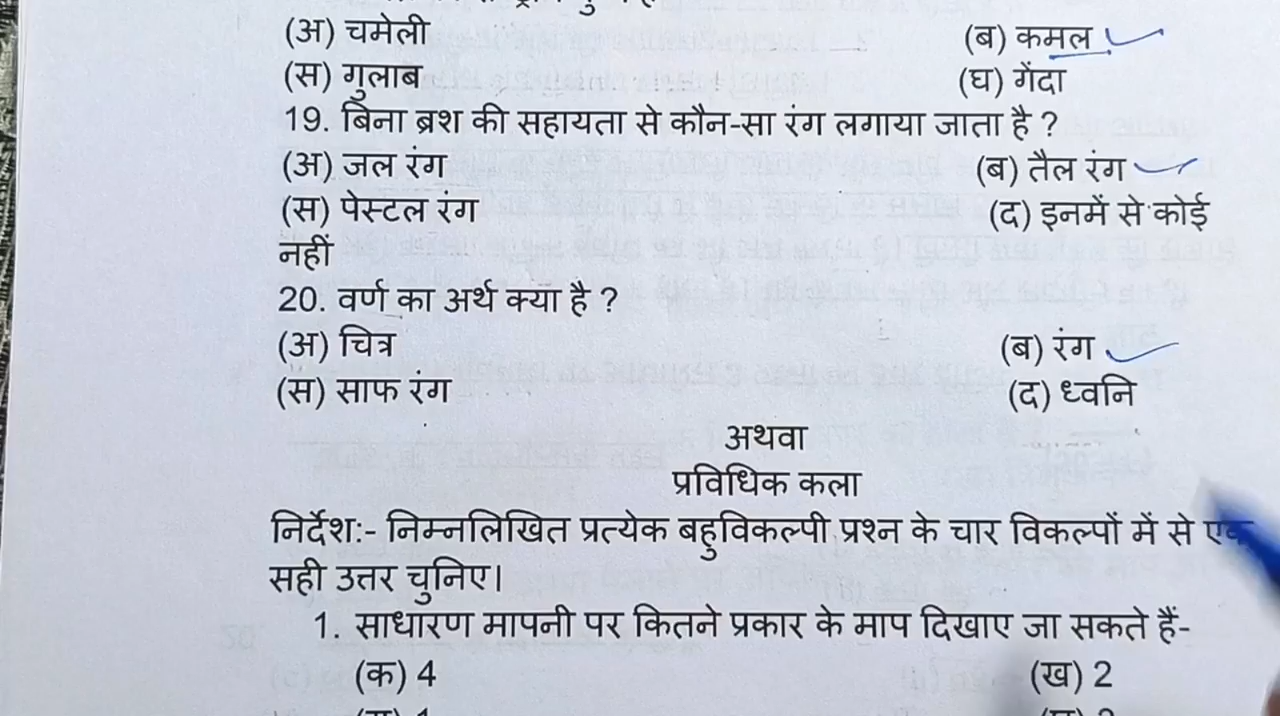 (अ) चमेली (ब) कमल
(स) गुलाब (घ) गेंदा
19. बिना ब्रश की सहायता से कौन-सा रंग लगाया जाता है ?
(अ) जल रंग (ब) तैल रंग
(स) पेस्टल रंग (द) इनमें से कोई
नहीं
20. वर्ण का अर्थ क्या है ?
(अ) चित्र (ब) रंग
(स) साफ रंग (द) ध्वनि
अथवा
प्रविधिक कला
निर्देश:- निम्नलिखित प्रत्येक बहुविकल्पी प्रश्न के चार विकल्पों में से एक
सही उत्तर चुनिए।
1. साधारण मापनी पर कितने प्रकार के माप दिखाए जा सकते हैं-
(क) 4 (ख) 2